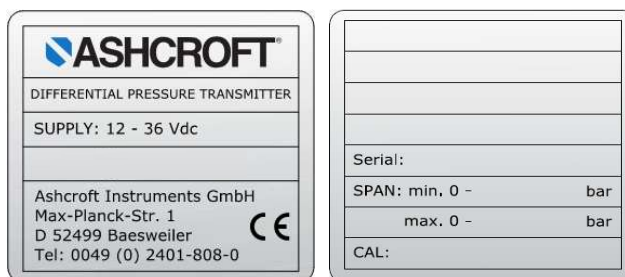 ASHCROFT®
DIFFERENTIAL PRESSURE TRANSMITTER
SUPPLY: 12 - 36 Vdc
Ashcroft Instruments GmbH
Max-Planck-Str. 1
D 52499 Baesweiler
Tel: 0049 (0) 2401-808-0
CE
Serial:
SPAN: min. 0 - bar
max. 0 - bar
CAL: